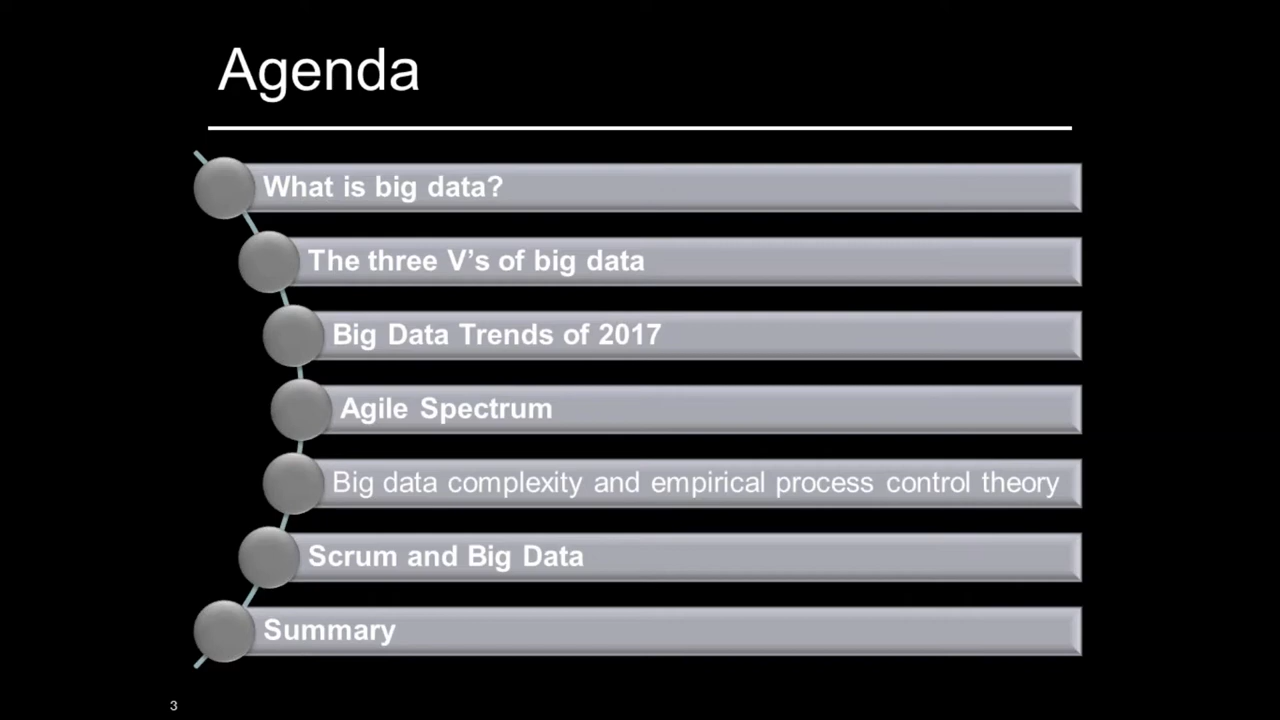 Agenda
What is big data?
The three V’s of big data
Big Data Trends of 2017
Agile Spectrum
Big data complexity and empirical process control theory
Scrum and Big Data
Summary
3